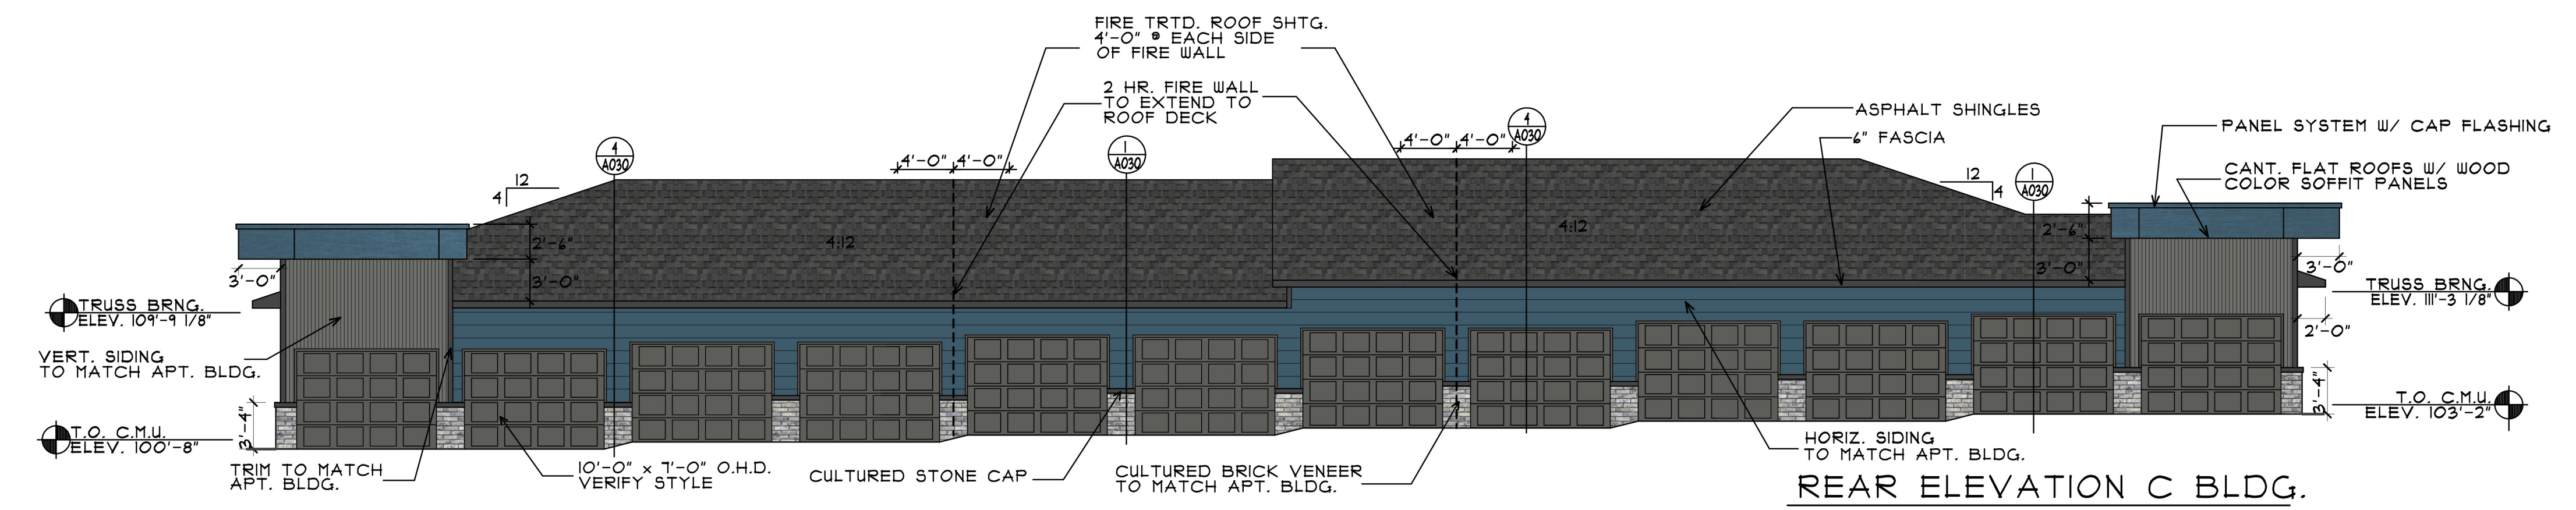 FIRE TRTD. ROOF SHTG.
4'-0" @ EACH SIDE
OF FIRE WALL
2 HR. FIRE WALL
TO EXTEND TO
ROOF DECK
ASPHALT SHINGLES
6" FASCIA
PANEL SYSTEM W/ CAP FLASHING
CANT. FLAT ROOFS W/ WOOD
COLOR SOFFIT PANELS
4
A030
1
A030
4
A030
1
A030
4'-0" 4'-0"
4'-0" 4'-0"
12
4
12
4
4:12
4:12
2'-6"
3'-0"
3'-0"
2'-6"
3'-0"
3'-0"
2'-0"
TRUSS BRNG.
ELEV. 109'-9 1/8"
TRUSS BRNG.
ELEV. 111'-3 1/8"
VERT. SIDING
TO MATCH APT. BLDG.
3'-4"
3'-4"
T.O. C.M.U.
ELEV. 100'-8"
T.O. C.M.U.
ELEV. 103'-2"
TRIM TO MATCH
APT. BLDG.
10'-0" x 7'-0" O.H.D.
VERIFY STYLE
CULTURED STONE CAP
CULTURED BRICK VENEER
TO MATCH APT. BLDG.
HORIZ. SIDING
TO MATCH APT. BLDG.
REAR ELEVATION C BLDG.